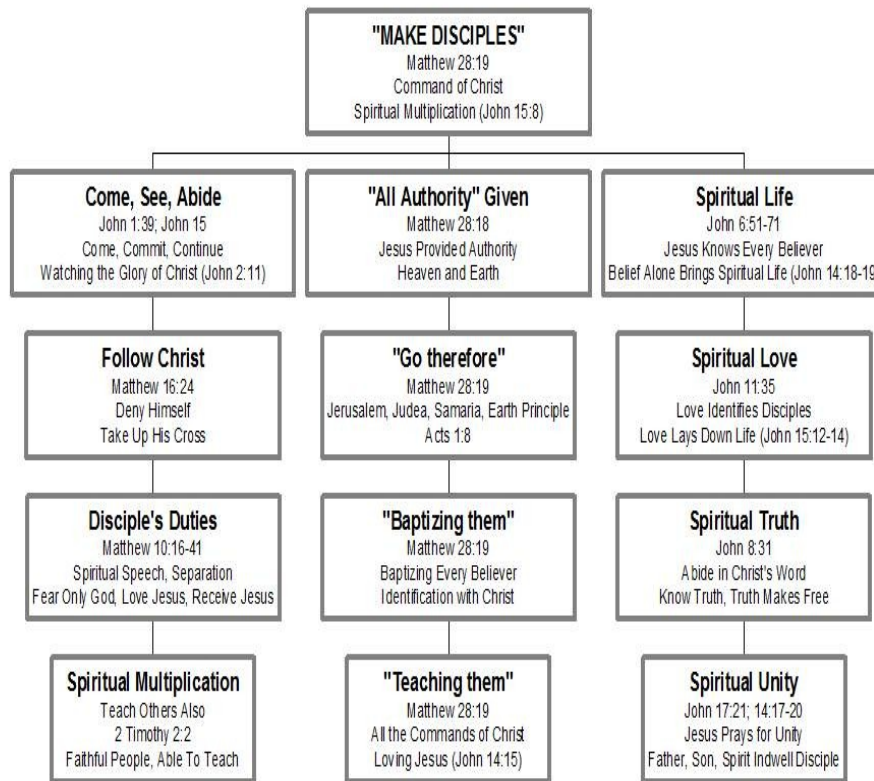 "MAKE DISCIPLES"
Matthew 28:19
Command of Christ
Spiritual Multiplication (John 15:8)
Come, See, Abide
John 1:39; John 15
Come, Commit, Continue
Watching the Glory of Christ (John 2:11)
"All Authority" Given
Matthew 28:18
Jesus Provided Authority
Heaven and Earth
Spiritual Life
John 6:51-71
Jesus Knows Every Believer
Belief Alone Brings Spiritual Life (John 14:18-19
Follow Christ
Matthew 16:24
Deny Himself
Take Up His Cross
"Go therefore"
Matthew 28:19
Jerusalem, Judea, Samaria, Earth Principle
Acts 1:8
Spiritual Love
John 11:35
Love Identifies Disciples
Love Lays Down Life (John 15:12-14)
Disciple's Duties
Matthew 10:16-41
Spiritual Speech, Separation
Fear Only God, Love Jesus, Receive Jesus
"Baptizing them"
Matthew 28:19
Baptizing Every Believer
Identification with Christ
Spiritual Truth
John 8:31
Abide in Christ's Word
Know Truth, Truth Makes Free
Spiritual Multiplication
Teach Others Also
2 Timothy 2:2
Faithful People, Able To Teach
"Teaching them"
Matthew 28:19
All the Commands of Christ
Loving Jesus (John 14:15)
Spiritual Unity
John 17:21; 14:17-20
Jesus Prays for Unity
Father, Son, Spirit Indwell Disciple